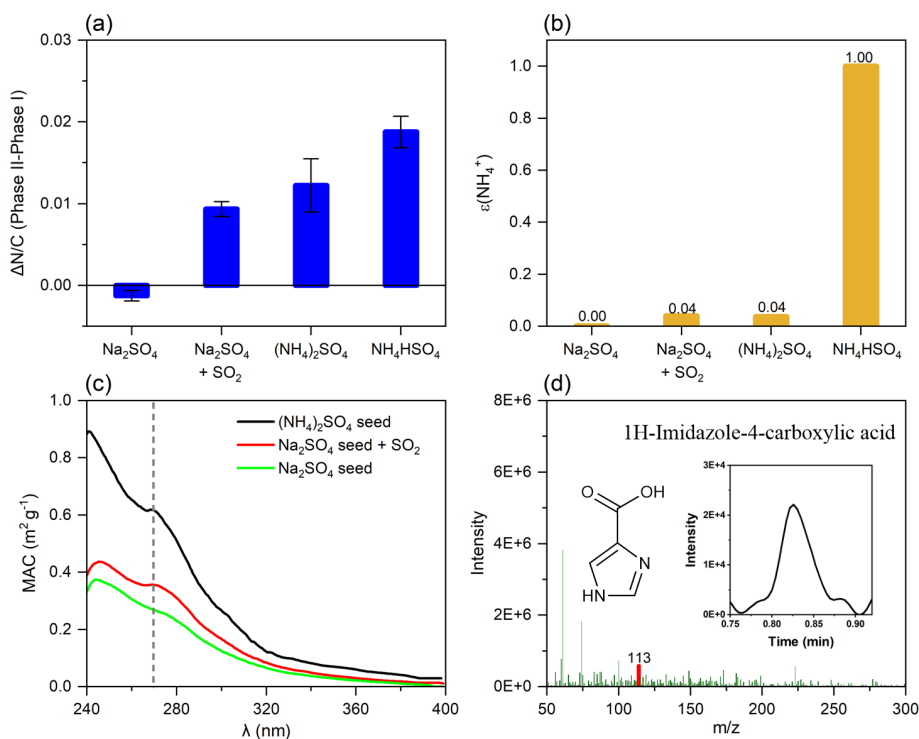 (a)
0.03
0.02
0.01
0.00
ΔN/C (Phase II-Phase I)
Na₂SO₄
Na₂SO₄
+ SO₂
(NH₄)₂SO₄
NH₄HSO₄
(b)
1.0
0.8
0.6
0.4
0.2
0.0
ε(NH₄⁺)
0.00
0.04
0.04
1.00
Na₂SO₄
Na₂SO₄
+ SO₂
(NH₄)₂SO₄
NH₄HSO₄
(c)
1.0
0.8
0.6
0.4
0.2
0.0
MAC (m² g⁻¹)
(NH₄)₂SO₄ seed
Na₂SO₄ seed + SO₂
Na₂SO₄ seed
240
280
320
360
400
λ (nm)
(d)
8E+6
6E+6
4E+6
2E+6
0E+0
Intensity
1H-Imidazole-4-carboxylic acid
O
OH
N
HN
113
3E+4
2E+4
1E+4
0E+0
Intensity
0.75
0.80
0.85
0.90
Time (min)
50
100
150
200
250
300
m/z